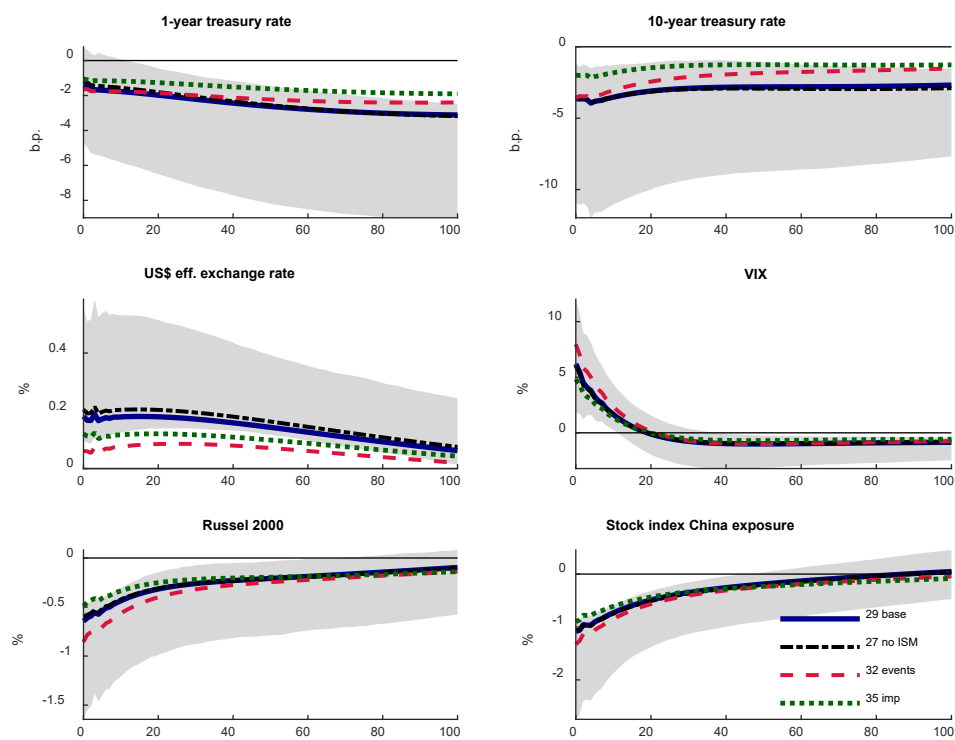 1-year treasury rate
0
-2
-4
-6
-8
b.p.
0 20 40 60 80 100
10-year treasury rate
0
-5
-10
b.p.
0 20 40 60 80 100
US$ eff. exchange rate
0.4
0.2
0
%
0 20 40 60 80 100
VIX
10
5
0
%
0 20 40 60 80 100
Russel 2000
0
-0.5
-1
-1.5
%
0 20 40 60 80 100
Stock index China exposure
0
-1
-2
%
0 20 40 60 80 100
29 base
27 no ISM
32 events
35 imp